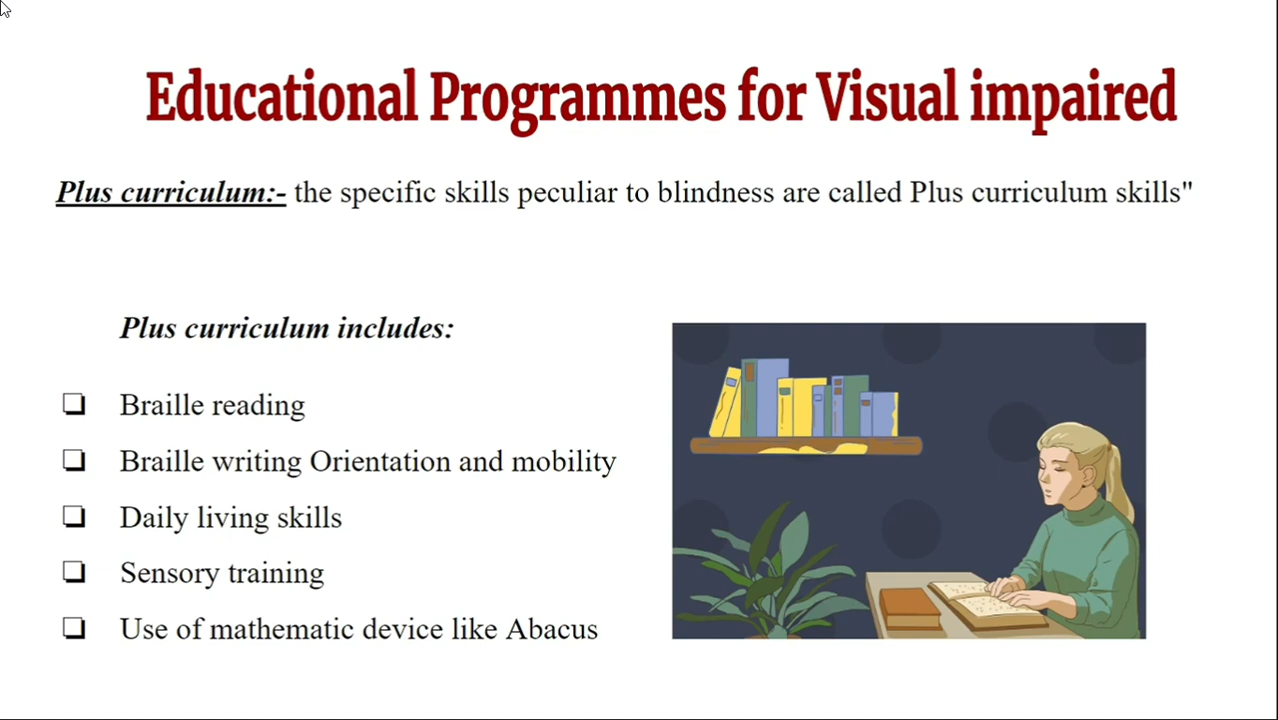 Educational Programmes for Visual impaired
Plus curriculum:- the specific skills peculiar to blindness are called Plus curriculum skills"
Plus curriculum includes:
❏ Braille reading
❏ Braille writing Orientation and mobility
❏ Daily living skills
❏ Sensory training
❏ Use of mathematic device like Abacus